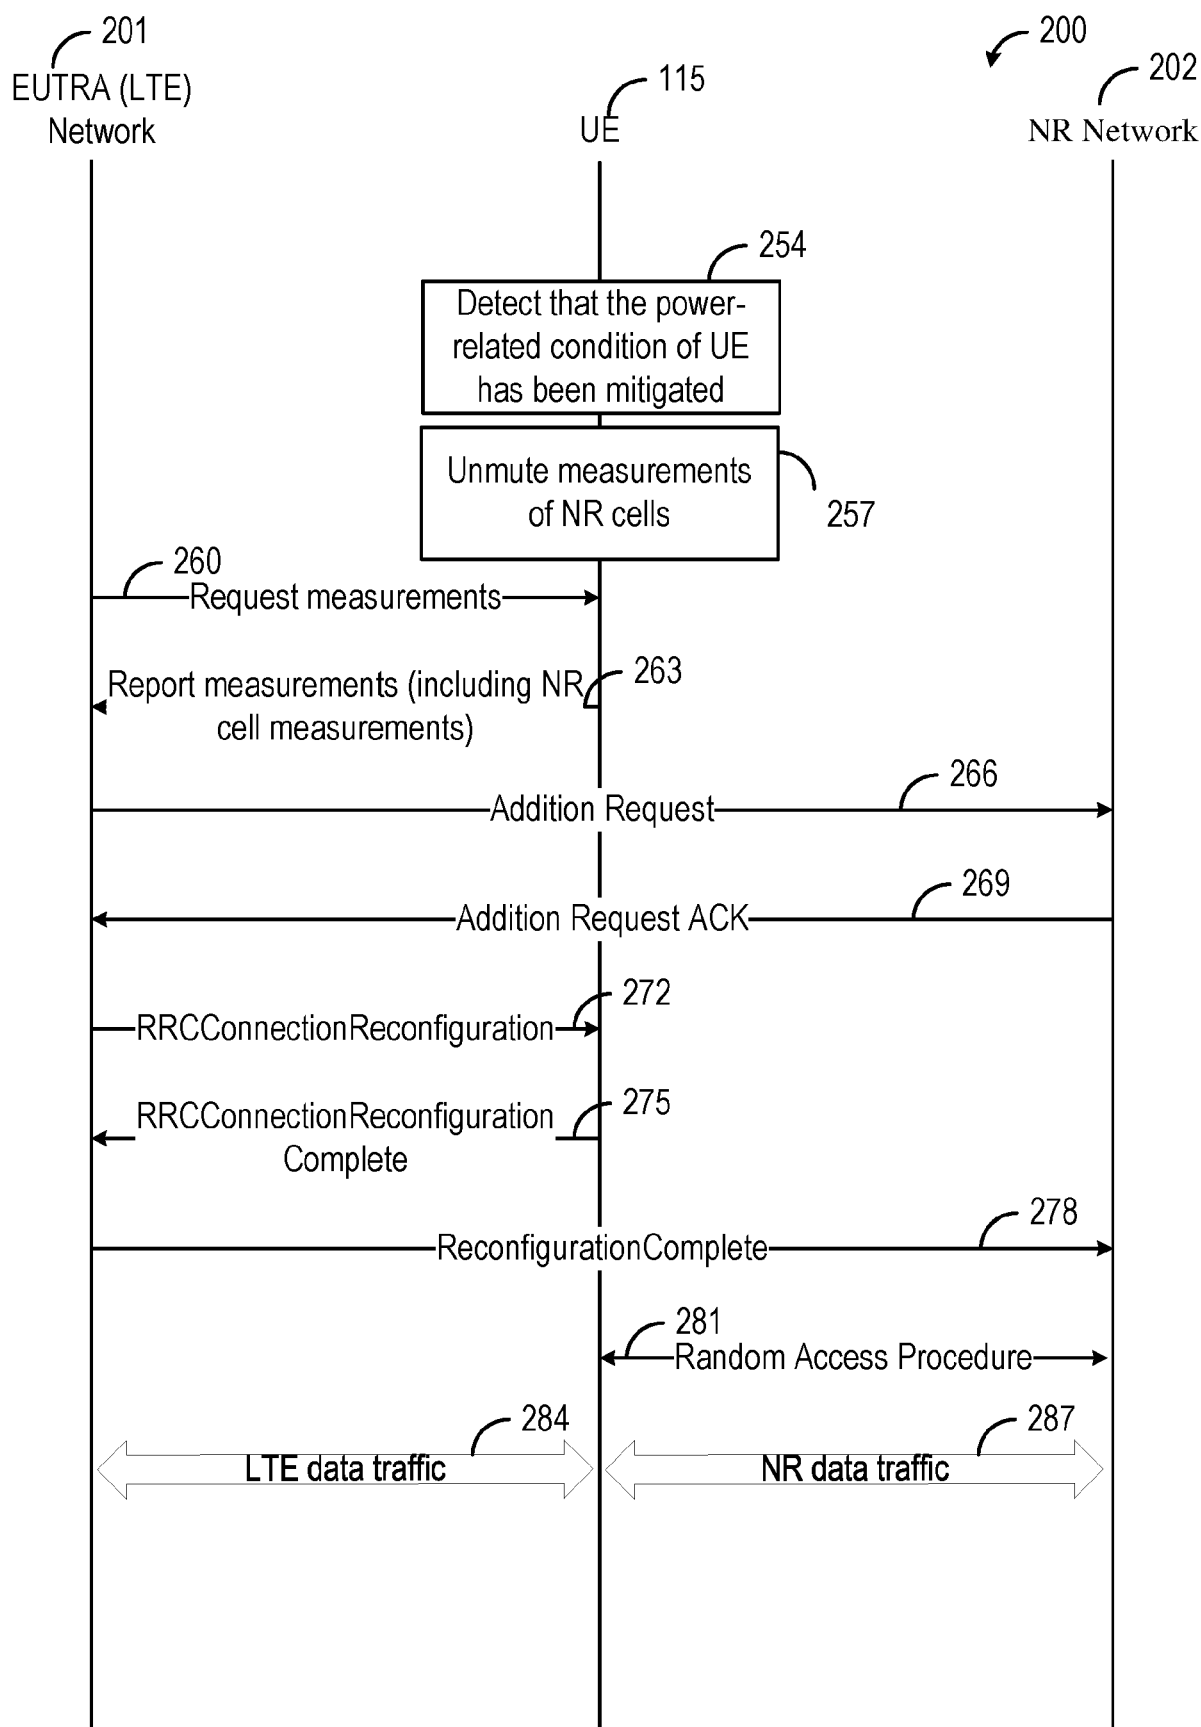 201
200
EUTRA (LTE)
Network
115
UE
202
NR Network
254
Detect that the power-
related condition of UE
has been mitigated
Unmute measurements
of NR cells
257
260
Request measurements
263
Report measurements (including NR
cell measurements)
266
Addition Request
269
Addition Request ACK
272
RRCConnectionReconfiguration
275
RRCConnectionReconfiguration
Complete
278
ReconfigurationComplete
281
Random Access Procedure
284
LTE data traffic
287
NR data traffic